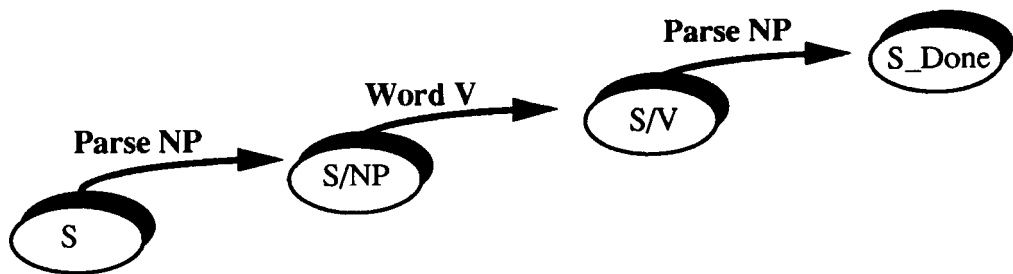 S
Parse NP
S/NP
Word V
S/V
Parse NP
S_Done